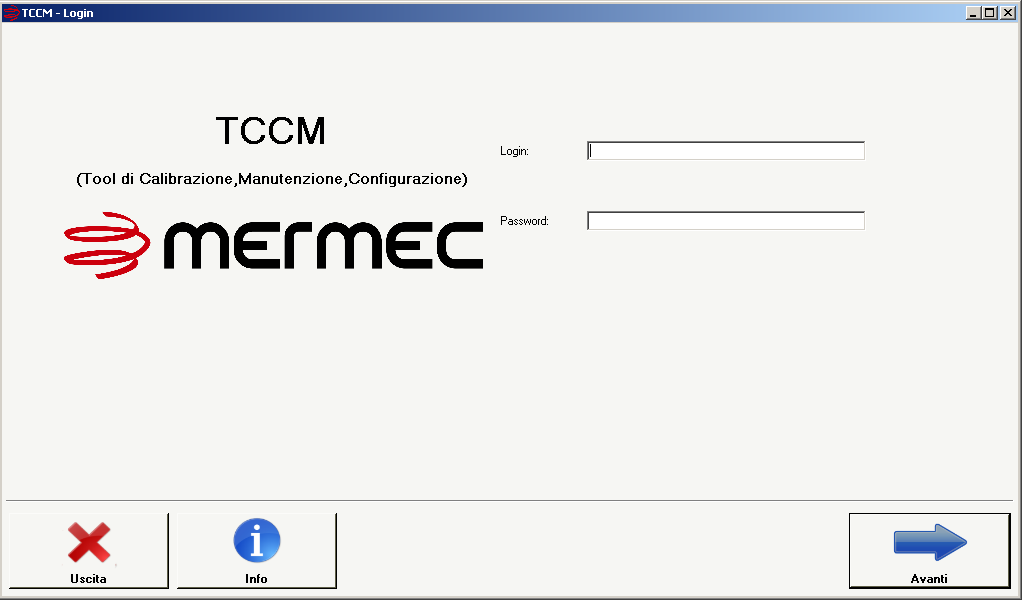 TCCM - Login
TCCM
(Tool di Calibrazione,Manutenzione,Configurazione)
mermec
Login:
Password:
Uscita
Info
Avanti